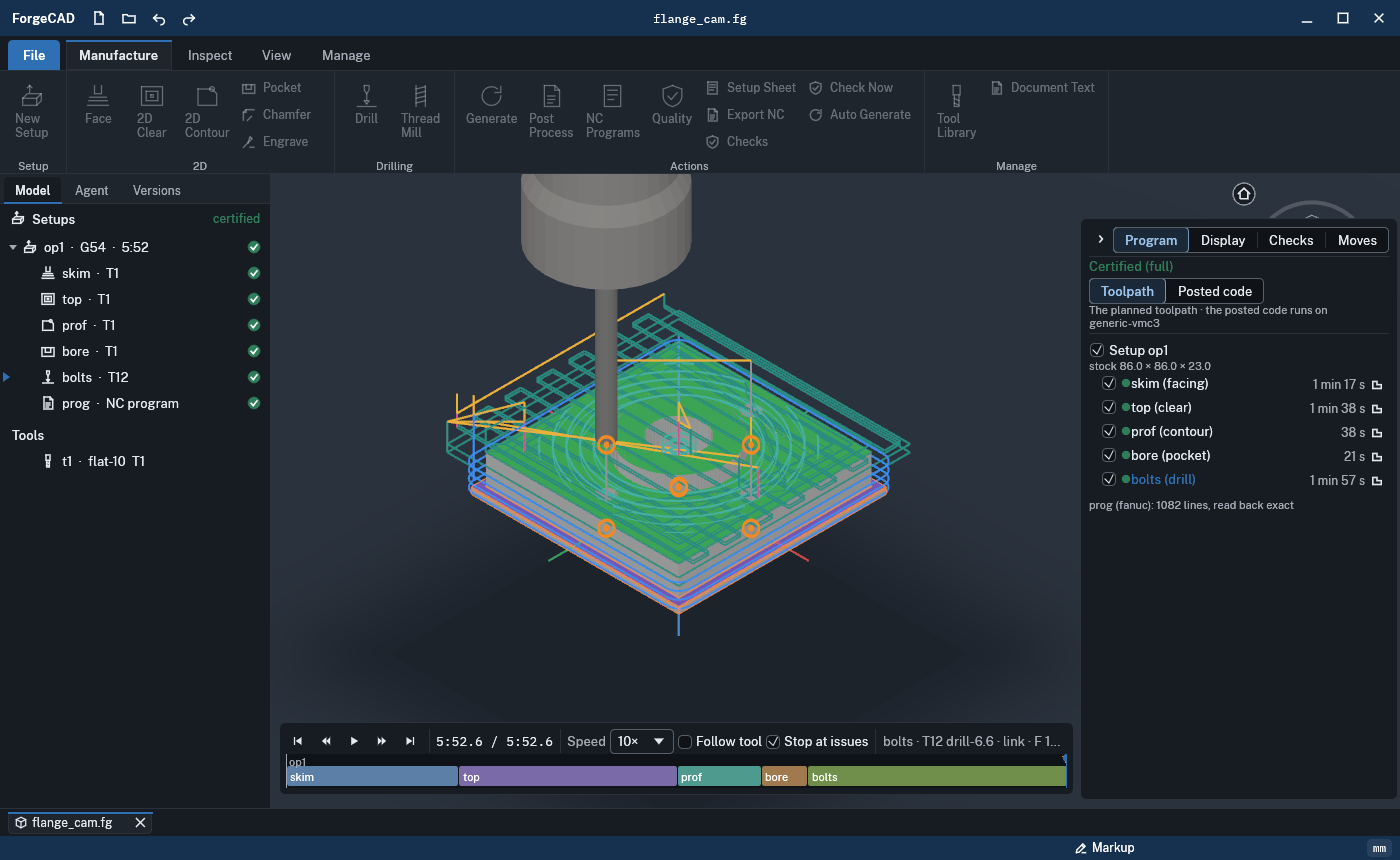 ForgeCAD
flange_cam.fg
File
Manufacture
Inspect
View
Manage
New
Setup
Face
2D
Clear
2D
Contour
Pocket
Chamfer
Engrave
Drill
Thread
Mill
Generate
Post
Process
NC
Programs
Quality
Setup Sheet
Export NC
Checks
Check Now
Auto Generate
Tool
Library
Document Text
Setup
2D
Drilling
Actions
Manage
Model
Agent
Versions
Setups
certified
op1 · G54 · 5:52
skim · T1
top · T1
prof · T1
bore · T1
bolts · T12
prog · NC program
Tools
t1 · flat-10 T1
Program
Display
Checks
Moves
Certified (full)
Toolpath
Posted code
The planned toolpath · the posted code runs on
generic-vmc3
Setup op1
stock 86.0 × 86.0 × 23.0
skim (facing) 1 min 17 s
top (clear) 1 min 38 s
prof (contour) 38 s
bore (pocket) 21 s
bolts (drill) 1 min 57 s
prog (fanuc): 1082 lines, read back exact
5:52.6 / 5:52.6
Speed
10×
Follow tool
Stop at issues
bolts · T12 drill-6.6 · link · F 1...
op1
skim
top
prof
bore
bolts
flange_cam.fg
Markup
mm